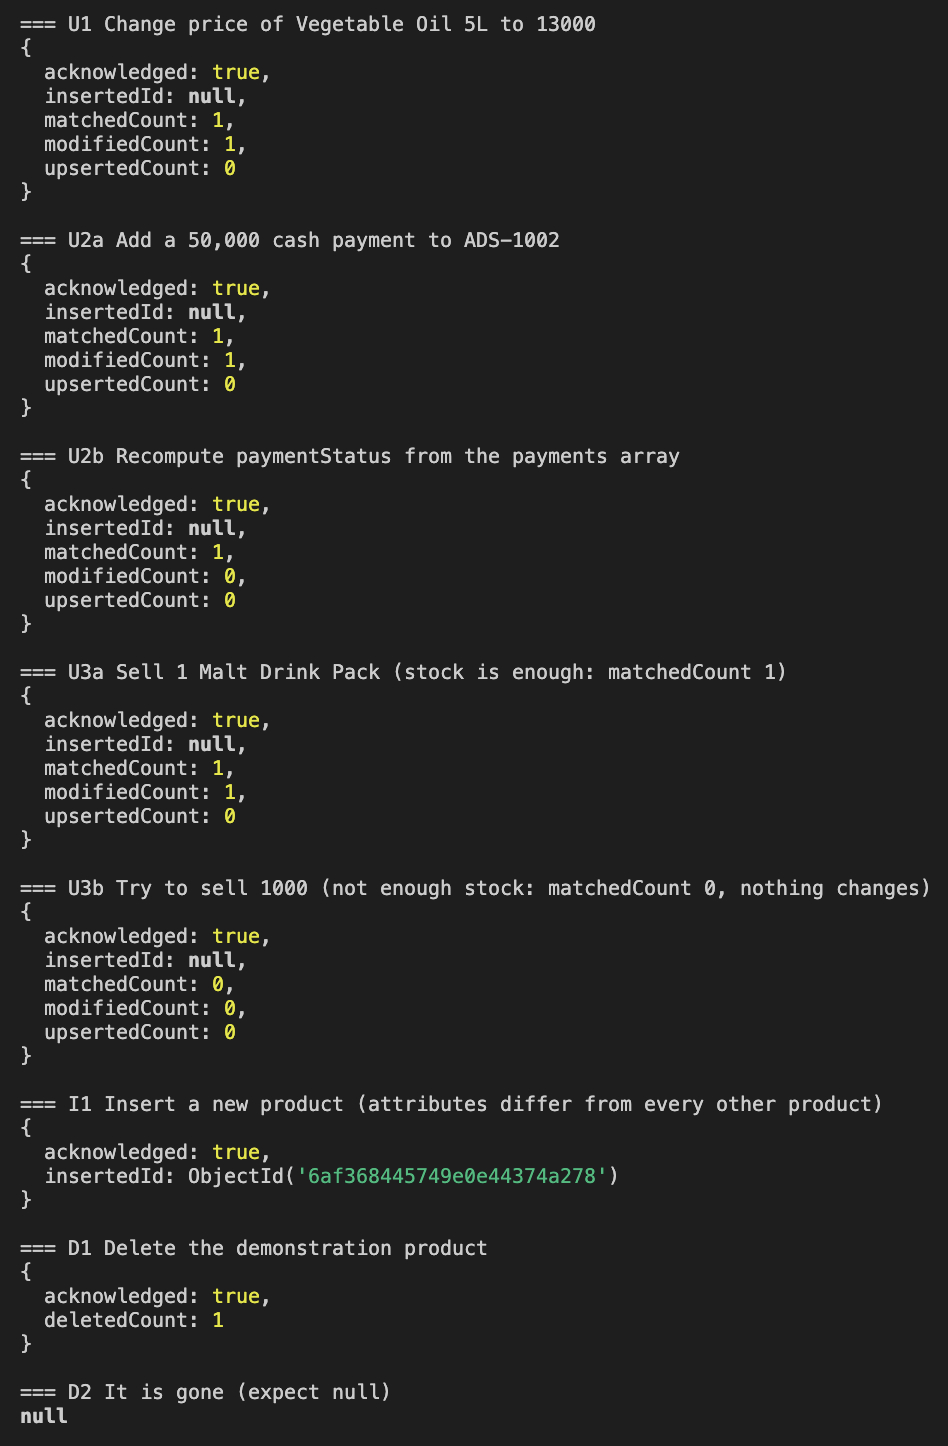 === U1 Change price of Vegetable Oil 5L to 13000
{
  acknowledged: true,
  insertedId: null,
  matchedCount: 1,
  modifiedCount: 1,
  upsertedCount: 0
}

=== U2a Add a 50,000 cash payment to ADS-1002
{
  acknowledged: true,
  insertedId: null,
  matchedCount: 1,
  modifiedCount: 1,
  upsertedCount: 0
}

=== U2b Recompute paymentStatus from the payments array
{
  acknowledged: true,
  insertedId: null,
  matchedCount: 1,
  modifiedCount: 0,
  upsertedCount: 0
}

=== U3a Sell 1 Malt Drink Pack (stock is enough: matchedCount 1)
{
  acknowledged: true,
  insertedId: null,
  matchedCount: 1,
  modifiedCount: 1,
  upsertedCount: 0
}

=== U3b Try to sell 1000 (not enough stock: matchedCount 0, nothing changes)
{
  acknowledged: true,
  insertedId: null,
  matchedCount: 0,
  modifiedCount: 0,
  upsertedCount: 0
}

=== I1 Insert a new product (attributes differ from every other product)
{
  acknowledged: true,
  insertedId: ObjectId('6af368445749e0e44374a278')
}

=== D1 Delete the demonstration product
{
  acknowledged: true,
  deletedCount: 1
}

=== D2 It is gone (expect null)
null